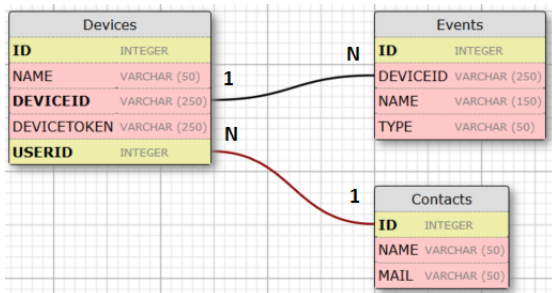 Devices
ID INTEGER
NAME VARCHAR (50)
DEVICEID VARCHAR (250)
DEVICETOKEN VARCHAR (250)
USERID INTEGER
1
N
N
1
Events
ID INTEGER
DEVICEID VARCHAR (250)
NAME VARCHAR (150)
TYPE VARCHAR (50)
Contacts
ID INTEGER
NAME VARCHAR (50)
MAIL VARCHAR (50)